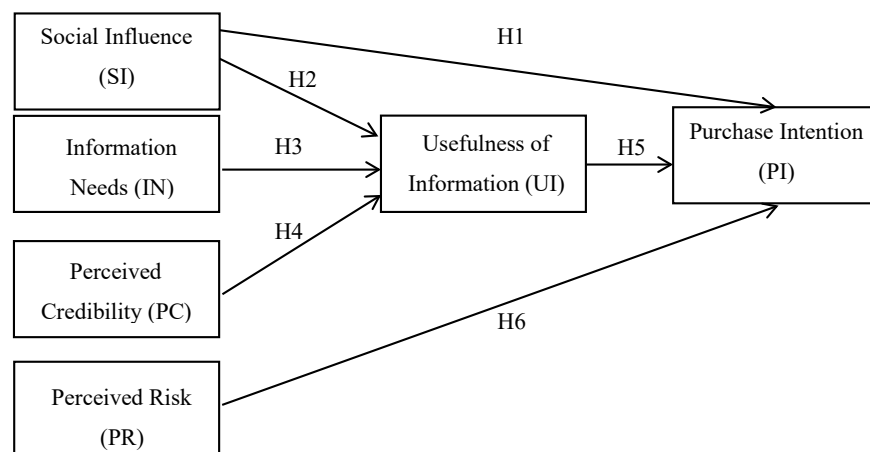 Social Influence
(SI)
H1
H2
Information
Needs (IN)
H3
Usefulness of
Information (UI)
H5
Purchase Intention
(PI)
H4
Perceived
Credibility (PC)
H6
Perceived Risk
(PR)